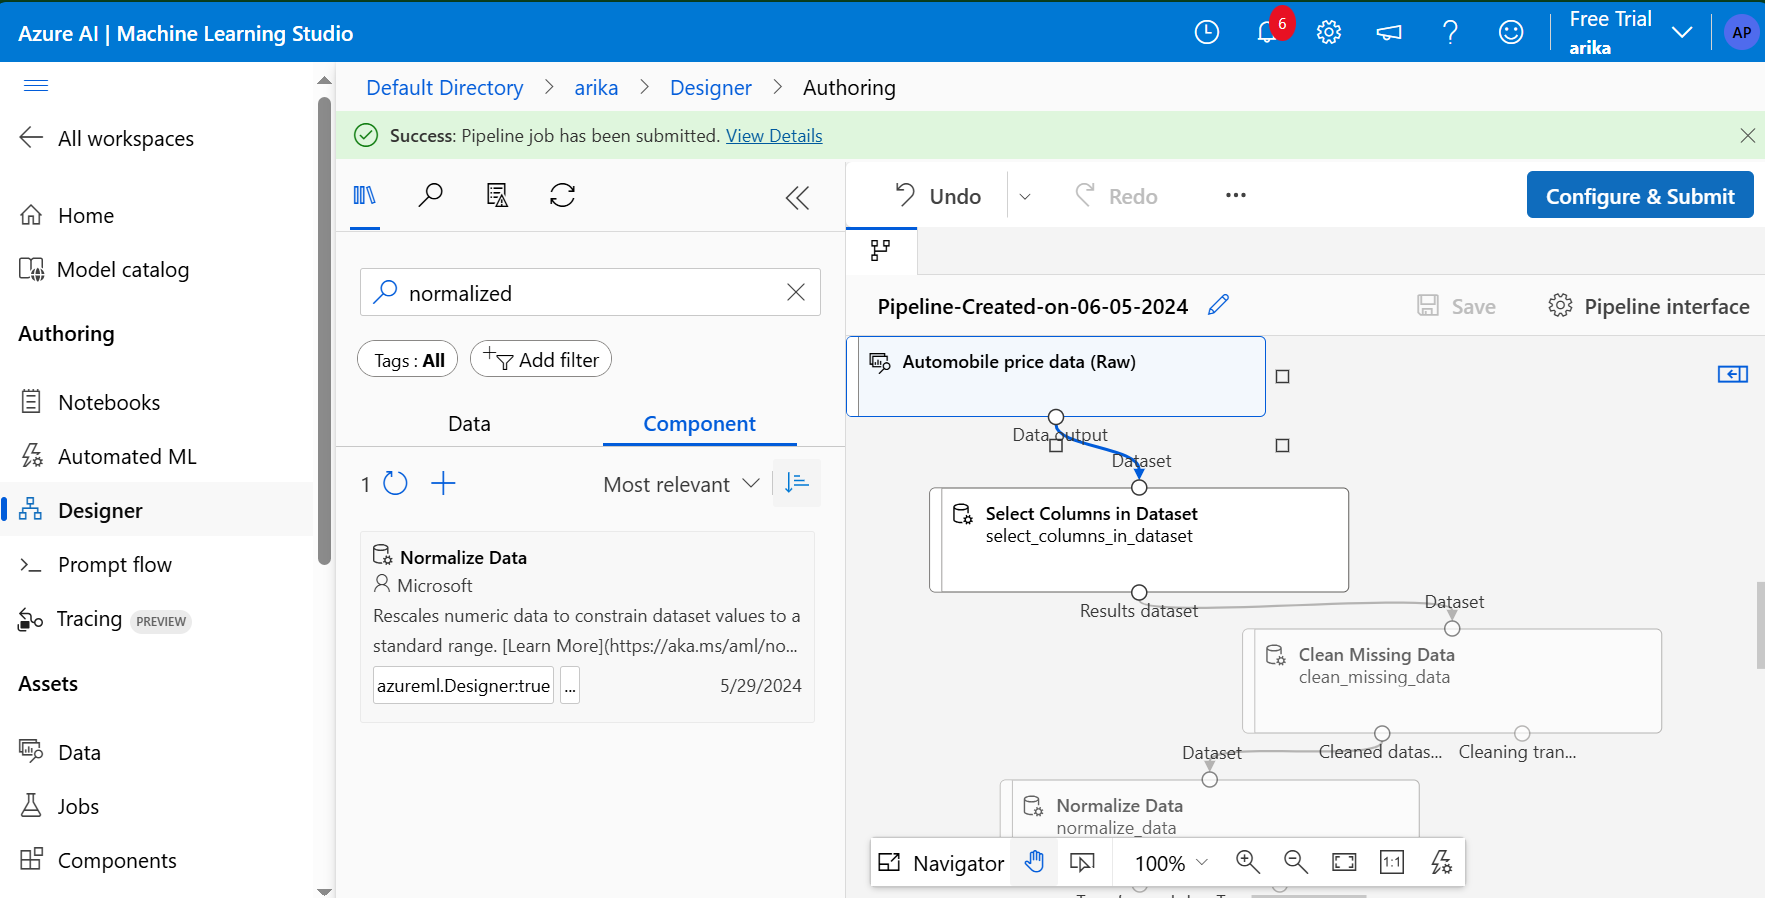 Azure AI | Machine Learning Studio
6
Free Trial
arika
AP
All workspaces
Home
Model catalog
Authoring
Notebooks
Automated ML
Designer
Prompt flow
Tracing PREVIEW
Assets
Data
Jobs
Components
Default Directory > arika > Designer > Authoring
Success: Pipeline job has been submitted. View Details
normalized
Tags : All
Add filter
Data
Component
1
Most relevant
Normalize Data
Microsoft
Rescales numeric data to constrain dataset values to a
standard range. [Learn More](https://aka.ms/aml/no...
azureml.Designer:true
...
5/29/2024
Undo
Redo
Configure & Submit
Pipeline-Created-on-06-05-2024
Save
Pipeline interface
Automobile price data (Raw)
Data output
Dataset
Select Columns in Dataset
select_columns_in_dataset
Results dataset
Dataset
Clean Missing Data
clean_missing_data
Dataset
Cleaned datas...
Cleaning tran...
Normalize Data
normalize_data
Navigator
100%
1:1